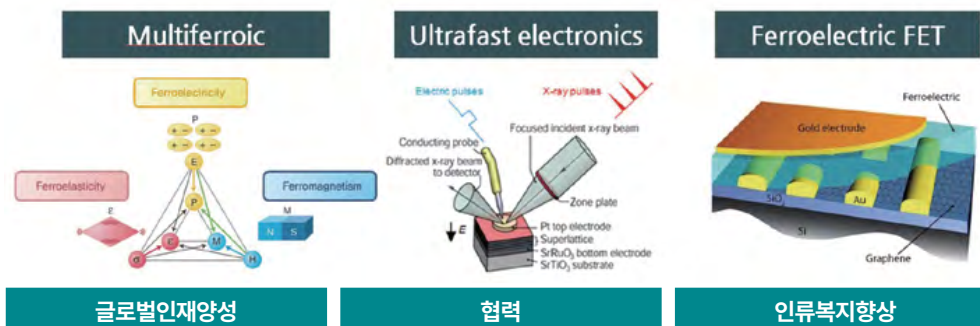 Multiferroic
Ferroelectricity
P
+ - + -
+ - + -
E
Ferroelasticity
Ferromagnetism
ε
P
M
N S
ε
M
σ
H
글로벌인재양성
Ultrafast electronics
Electric pulses
X-ray pulses
Conducting probe
Focused incident x-ray beam
Diffracted x-ray beam
to detector
Zone plate
E
Pt top electrode
Superlattice
SrRuO₃ bottom electrode
SrTiO₃ substrate
협력
Ferroelectric FET
Ferroelectric
Gold electrode
SiO
Au
Si
Graphene
인류복지향상